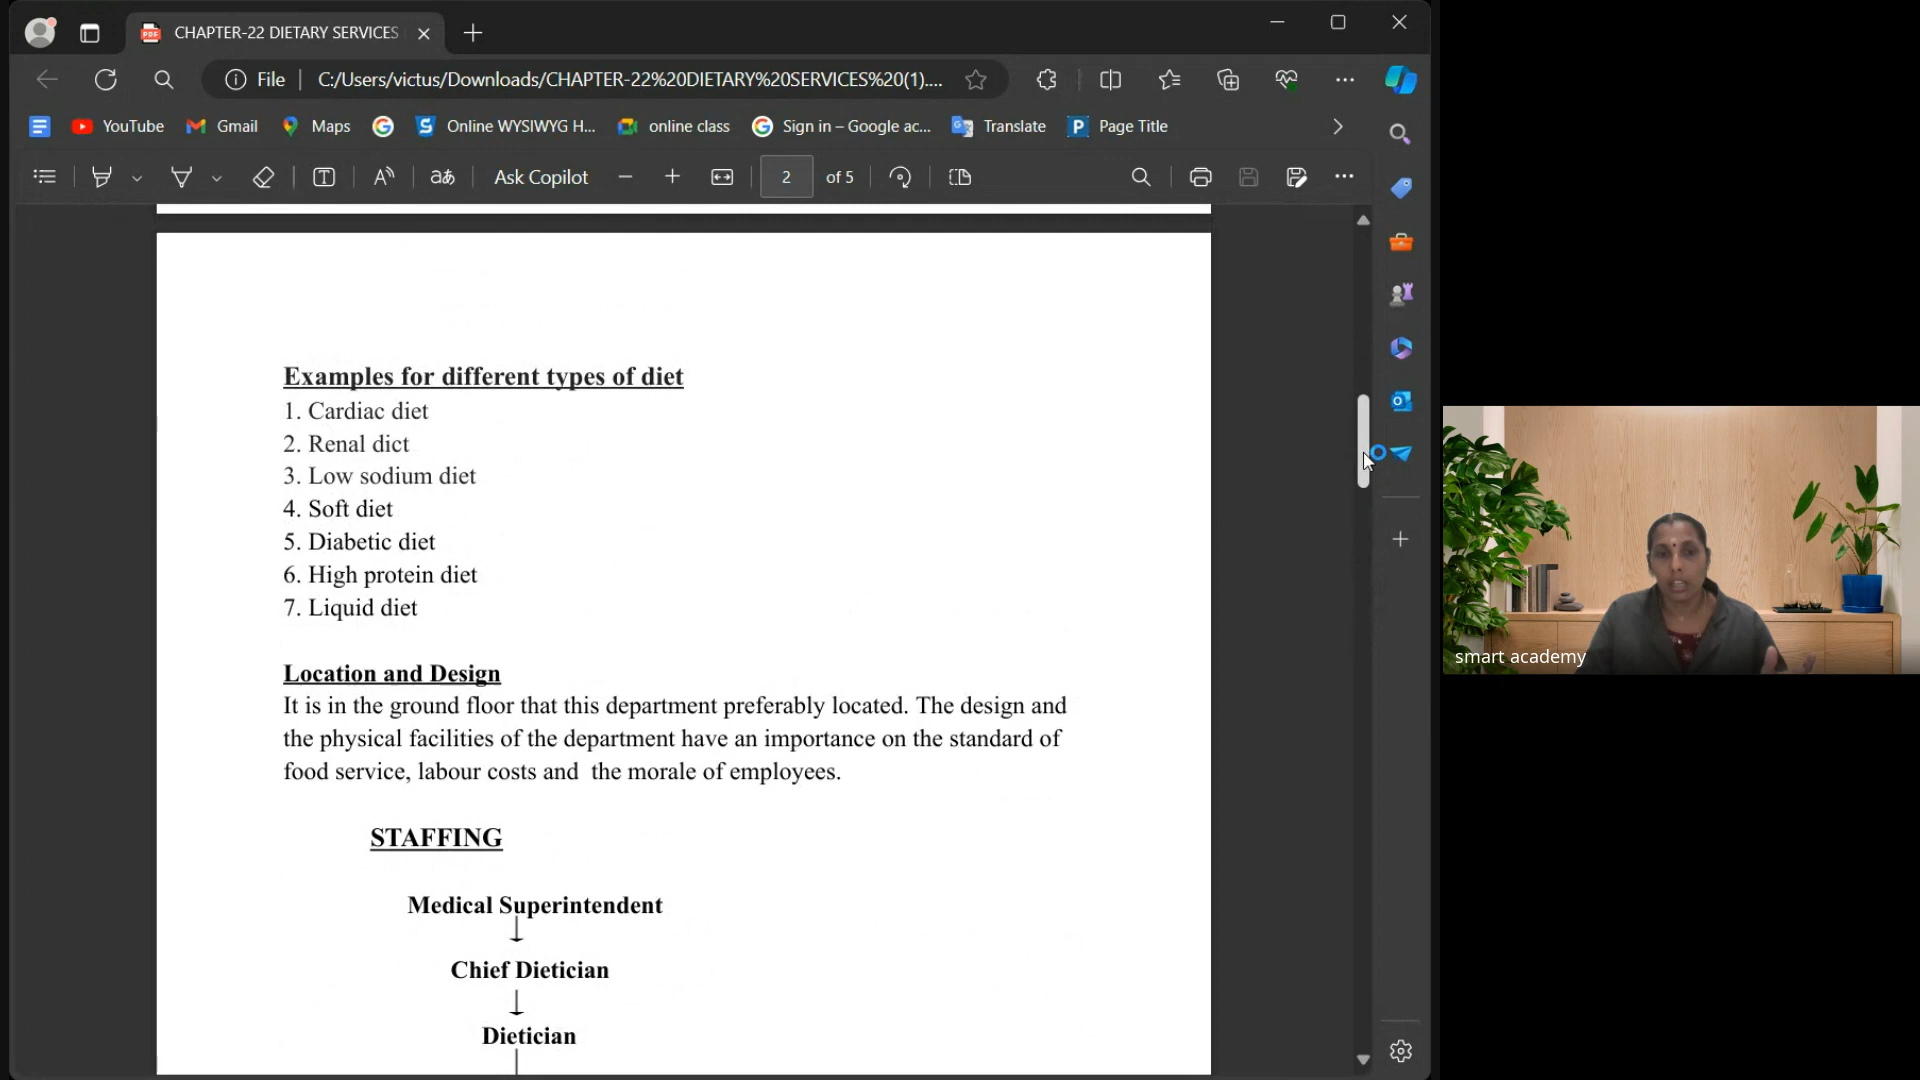 CHAPTER-22 DIETARY SERVICES
File
C:/Users/victus/Downloads/CHAPTER-22%20DIETARY%20SERVICES%20(1)....
YouTube
Gmail
Maps
Online WYSIWYG H...
online class
Sign in – Google ac...
Translate
Page Title
Ask Copilot
2 of 5
Examples for different types of diet
1. Cardiac diet
2. Renal dict
3. Low sodium diet
4. Soft diet
5. Diabetic diet
6. High protein diet
7. Liquid diet
Location and Design
It is in the ground floor that this department preferably located. The design and
the physical facilities of the department have an importance on the standard of
food service, labour costs and  the morale of employees.
STAFFING
Medical Superintendent
Chief Dietician
Dietician
smart academy